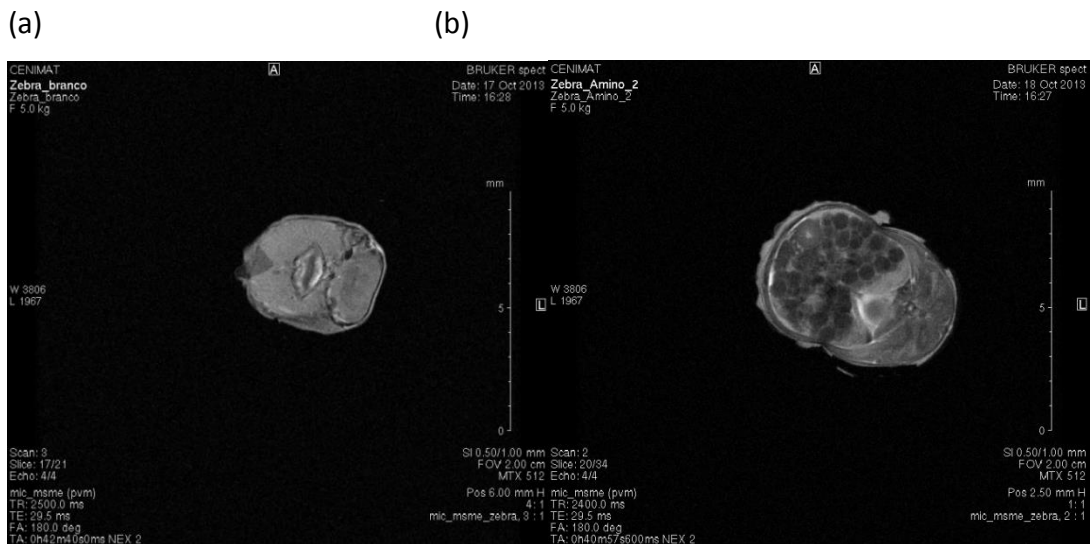 (a)
(b)
CENIMAT
Zebra_branco
Zebra_branco
F 5.0 kg
A
BRUKER spect
Date: 17 Oct 2013
Time: 16:28
mm
W 3806
L 1967
5
L
0
Scan: 3
Slice: 17/21
Echo: 4/4
mic_msme (pvm)
TR: 2500.0 ms
TE: 29.5 ms
FA: 180.0 deg
TA: 0h42m40s0ms NEX 2
SI 0.50/1.00 mm
FOV 2.00 cm
MTX 512
Pos 6.00 mm H
4: 1
mic_msme_zebra, 3 : 1
CENIMAT
Zebra_Amino_2
Zebra_Amino_2
F 5.0 kg
A
BRUKER spect
Date: 18 Oct 2013
Time: 16:27
mm
W 3806
L 1967
5
L
0
Scan: 2
Slice: 20/34
Echo: 4/4
mic_msme (pvm)
TR: 2400.0 ms
TE: 29.5 ms
FA: 180.0 deg
TA: 0h40m57s600ms NEX 2
SI 0.50/1.00 mm
FOV 2.00 cm
MTX 512
Pos 2.50 mm H
1: 1
mic_msme_zebra, 2 : 1